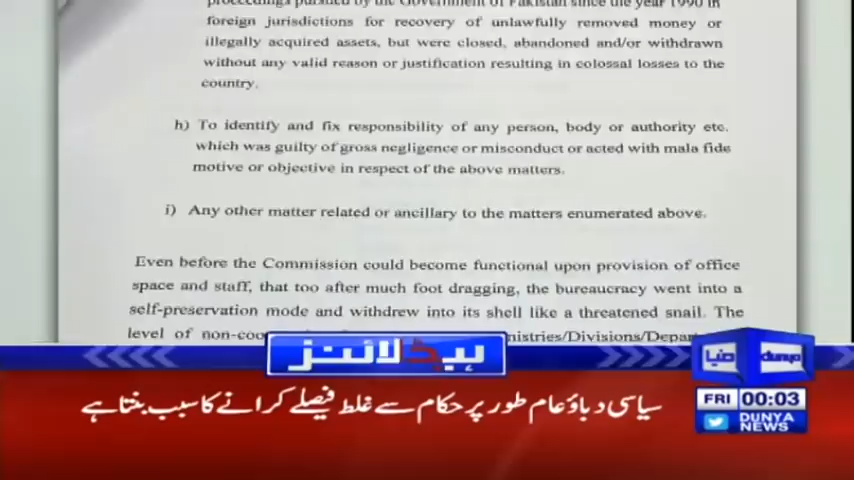 proceedings pursued by the Government of Pakistan since the year 1990 in
foreign jurisdictions for recovery of unlawfully removed money or
illegally acquired assets, but were closed, abandoned and/or withdrawn
without any valid reason or justification resulting in colossal losses to the
country.
h) To identify and fix responsibility of any person, body or authority etc.
which was guilty of gross negligence or misconduct or acted with mala fide
motive or objective in respect of the above matters.
i) Any other matter related or ancillary to the matters enumerated above.
Even before the Commission could become functional upon provision of office
space and staff, that too after much foot dragging, the bureaucracy went into a
self-preservation mode and withdrew into its shell like a threatened snail. The
level of
ہیڈ لائنز
دنیا dunya
سیاسی دباؤ عام طور پر حکام سے غلط فیصلے کرانے کا سبب بنتا ہے
FRI 00:03
DUNYA
NEWS